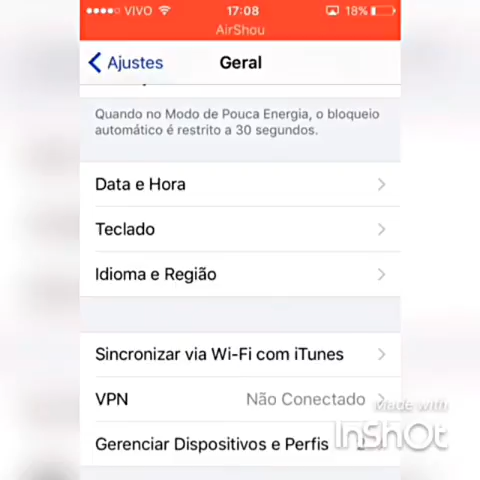 VIVO 17:08 18%
AirShou
Ajustes Geral
Quando no Modo de Pouca Energia, o bloqueio
automático é restrito a 30 segundos.
Data e Hora
Teclado
Idioma e Região
Sincronizar via Wi-Fi com iTunes
VPN Não Conectado
Made with
Gerenciar Dispositivos e Perfis
InShOt